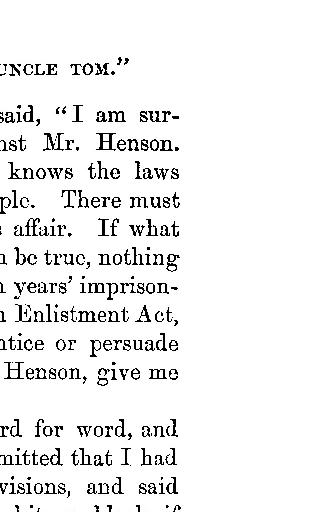 UNCLE TOM."
said, "I am sur-
nst Mr. Henson.
knows the laws
ple. There must
affair. If what
be true, nothing
years' imprison-
Enlistment Act,
ntice or persuade
Henson, give me
rd for word, and
mitted that I had
visions, and said